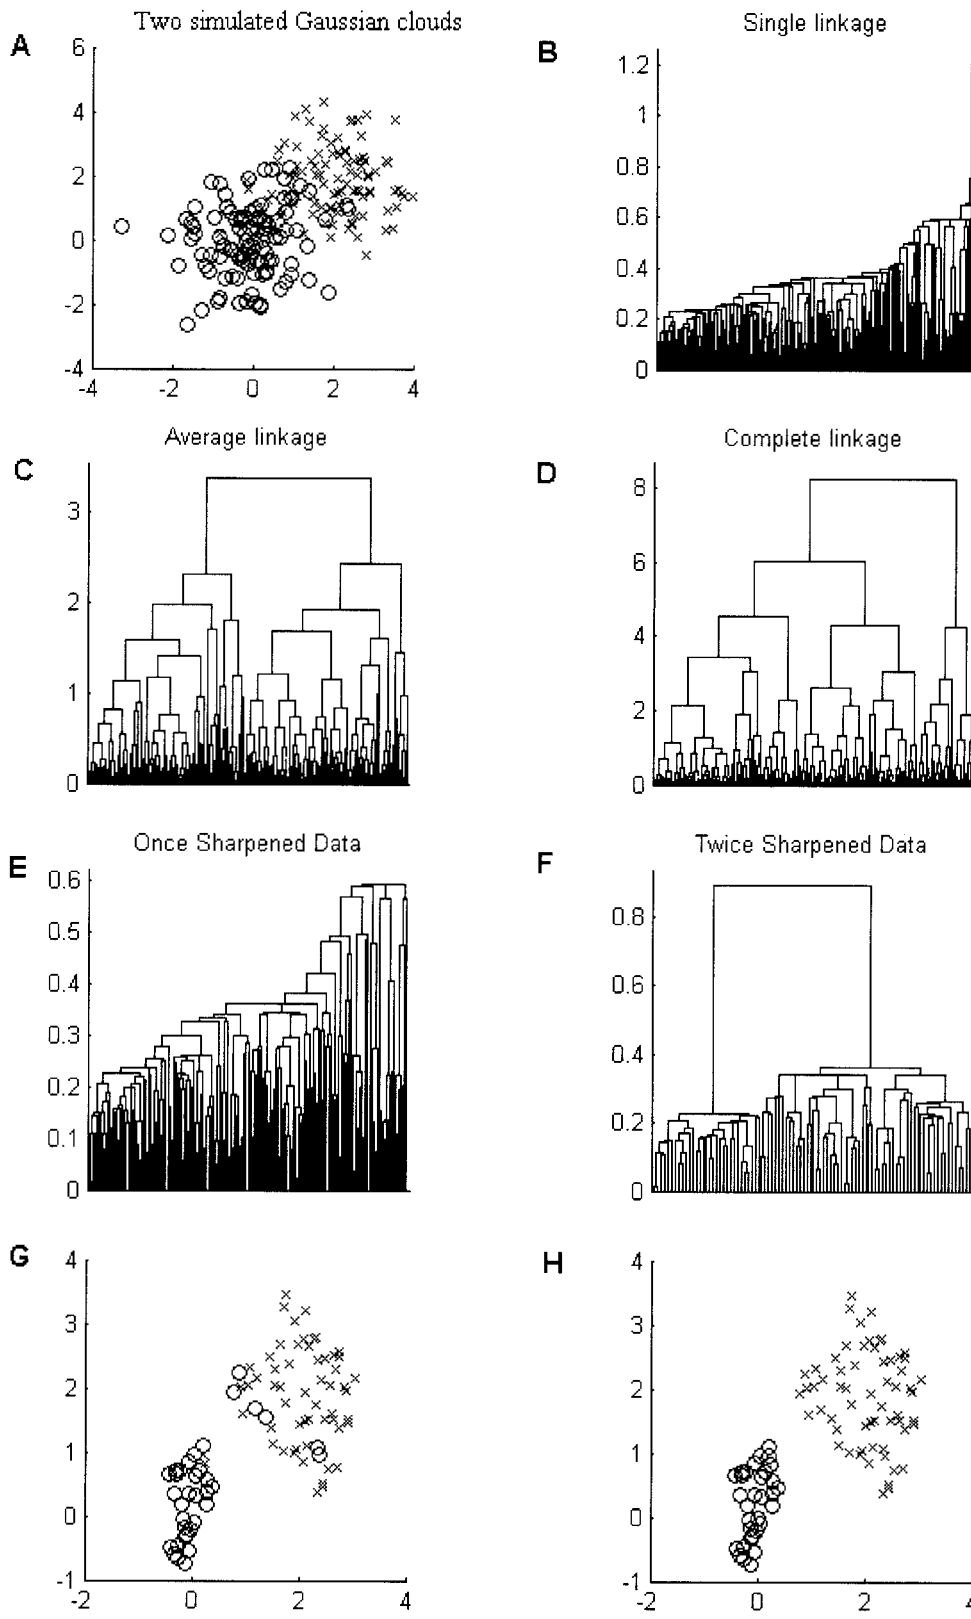 Two simulated Gaussian clouds
A
6
4
2
0
-2
-4
-4 -2 0 2 4
Single linkage
B
1.2
1
0.8
0.6
0.4
0.2
0
Average linkage
C
3
2
1
0
Complete linkage
D
8
6
4
2
0
Once Sharpened Data
E
0.6
0.5
0.4
0.3
0.2
0.1
0
Twice Sharpened Data
F
0.8
0.6
0.4
0.2
0
G
4
3
2
1
0
-1
-2 0 2 4
H
4
3
2
1
0
-1
-2 0 2 4